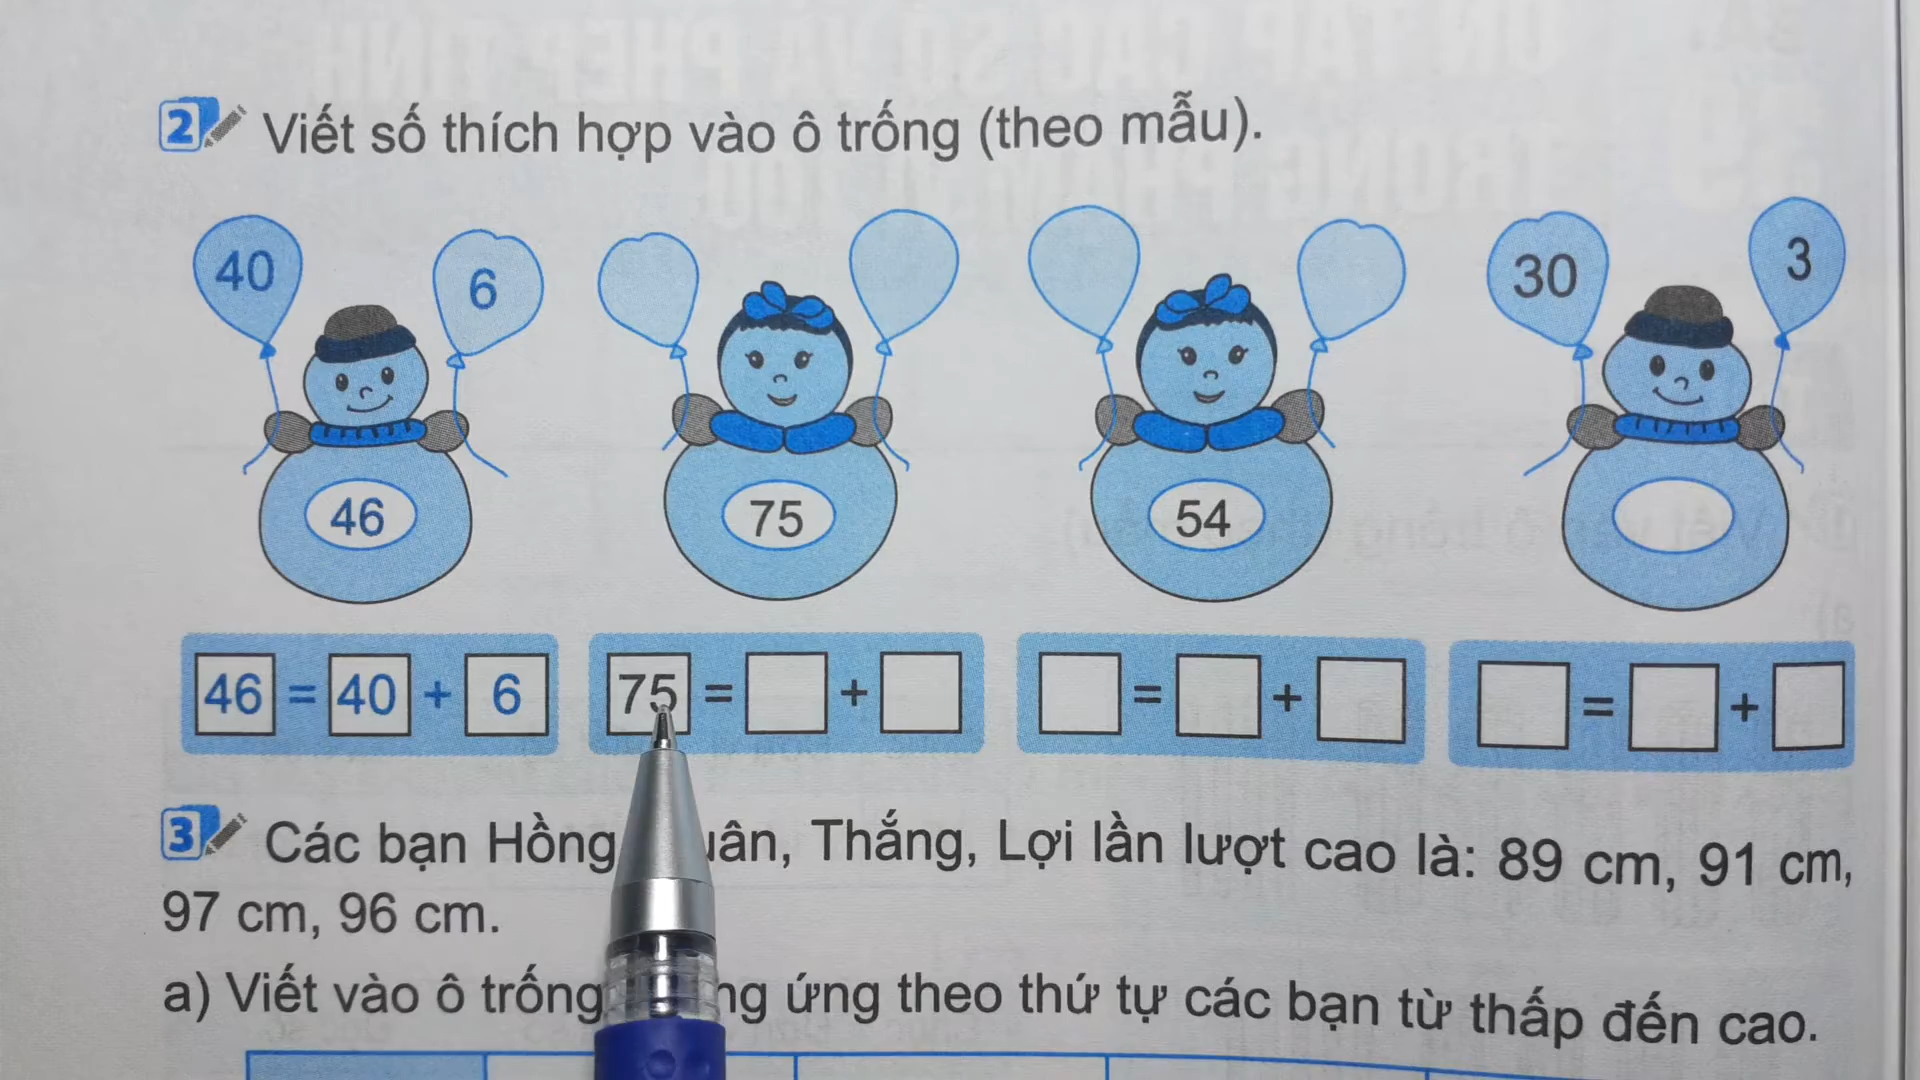 2 Viết số thích hợp vào ô trống (theo mẫu).
40 6 30 3
46 75 54
46 = 40 + 6 75 = + = + = +
3 Các bạn Hồng, Thắng, Lợi lần lượt cao là: 89 cm, 91 cm,
97 cm, 96 cm.
a) Viết vào ô trống ứng theo thứ tự các bạn từ thấp đến cao.